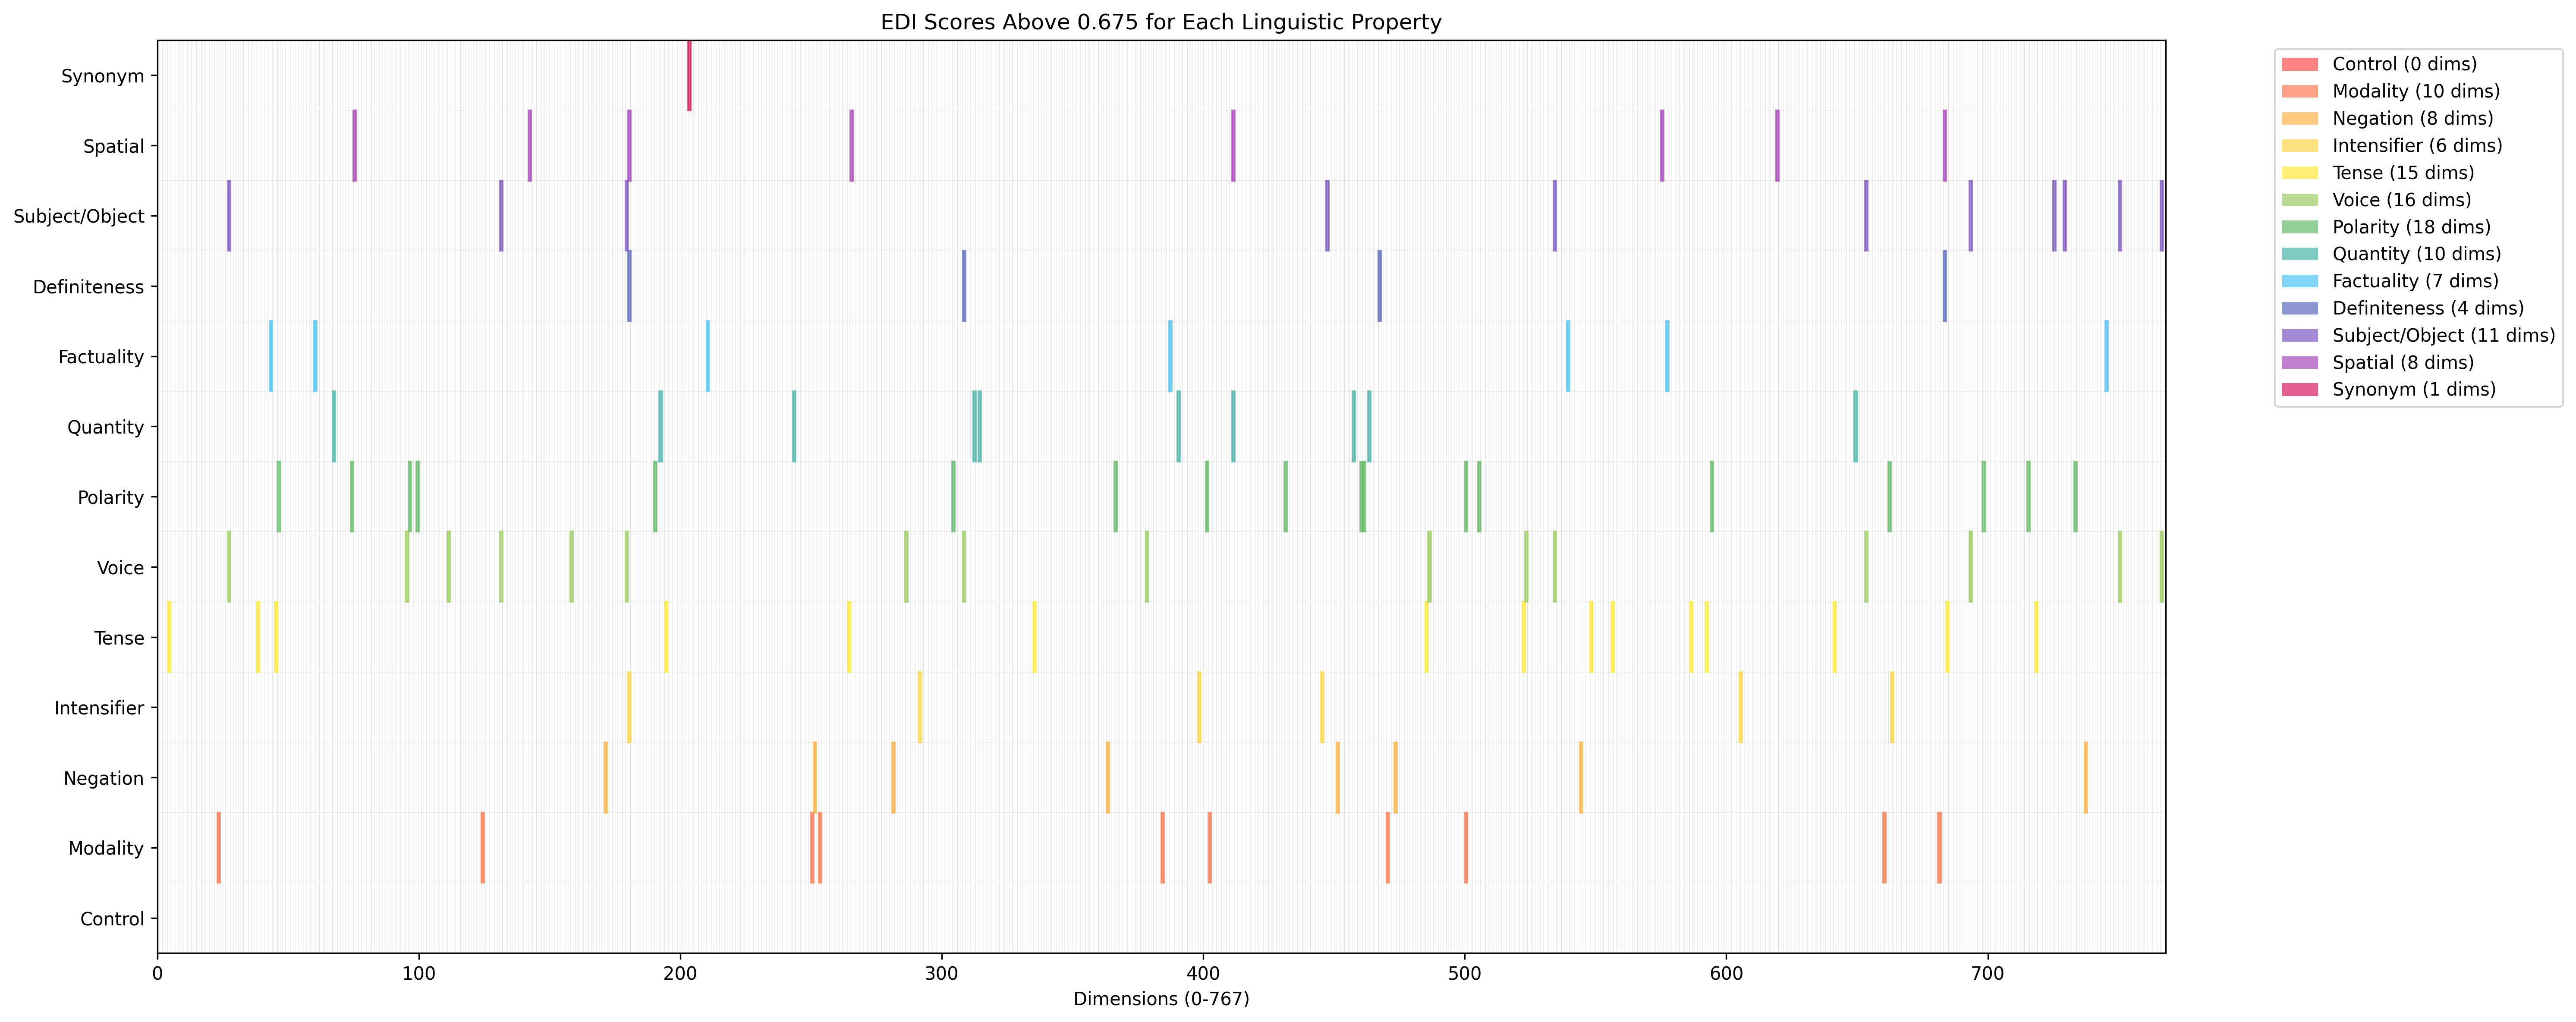 EDI Scores Above 0.675 for Each Linguistic Property
Synonym
Spatial
Subject/Object
Definiteness
Factuality
Quantity
Polarity
Voice
Tense
Intensifier
Negation
Modality
Control
0 100 200 300 400 500 600 700
Dimensions (0-767)
Control (0 dims)
Modality (10 dims)
Negation (8 dims)
Intensifier (6 dims)
Tense (15 dims)
Voice (16 dims)
Polarity (18 dims)
Quantity (10 dims)
Factuality (7 dims)
Definiteness (4 dims)
Subject/Object (11 dims)
Spatial (8 dims)
Synonym (1 dims)